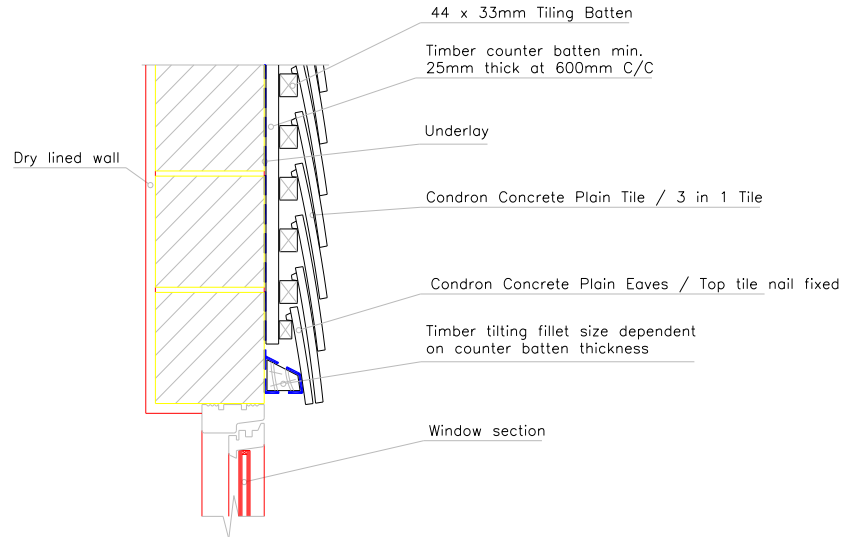 44 x 33mm Tiling Batten
Timber counter batten min.
25mm thick at 600mm C/C
Underlay
Dry lined wall
Condron Concrete Plain Tile / 3 in 1 Tile
Condron Concrete Plain Eaves / Top tile nail fixed
Timber tilting fillet size dependent
on counter batten thickness
Window section